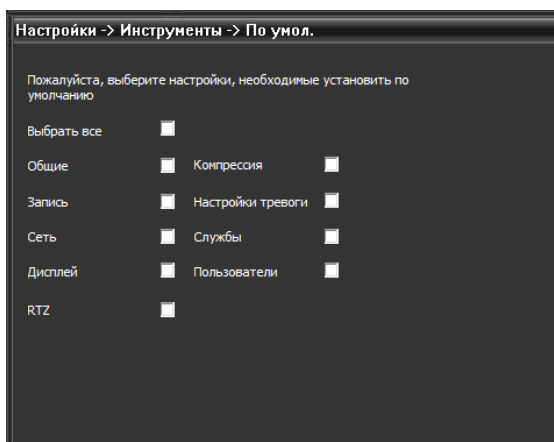 Настройки -> Инструменты -> По умол.
Пожалуйста, выберите настройки, необходимые установить по
умолчанию
Выбрать все
Общие Компрессия
Запись Настройки тревоги
Сеть Службы
Дисплей Пользователи
RTZ